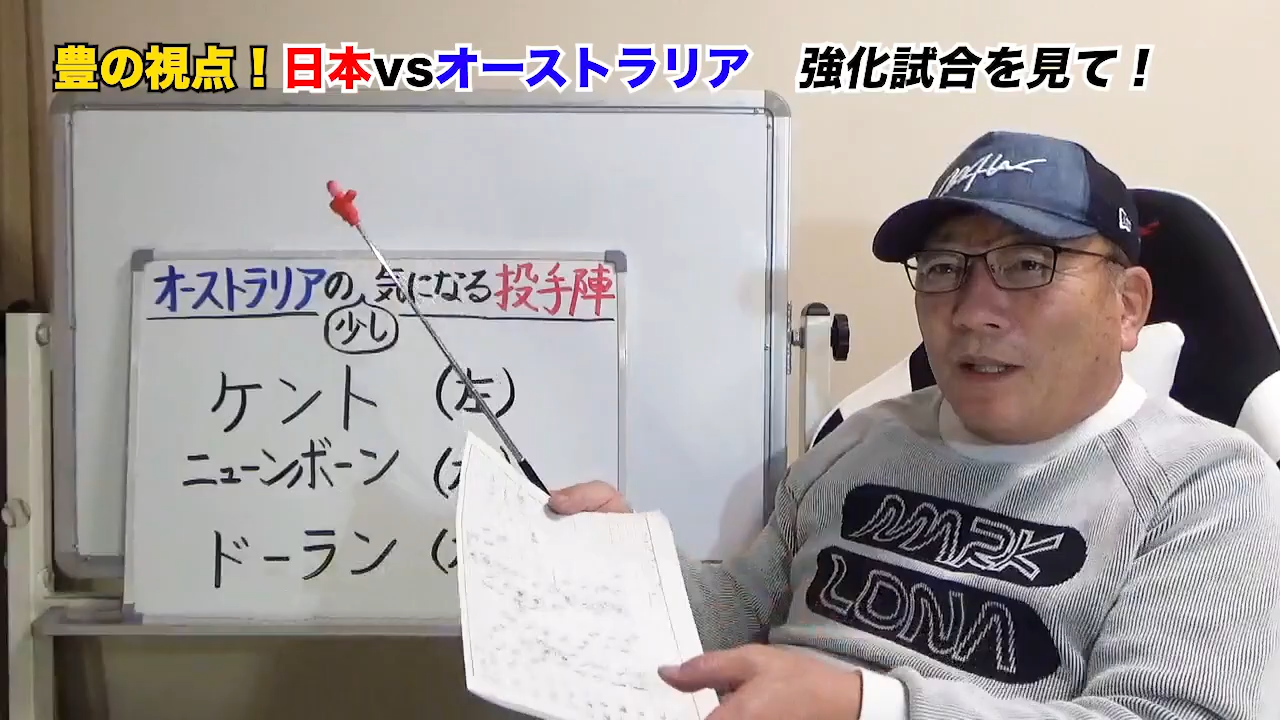 豊の視点！日本vsオーストラリア　強化試合を見て！
オーストラリアの気になる投手陣
少し
ケント (左)
ニューンボーン (
ドーラン (
MARK
LONA